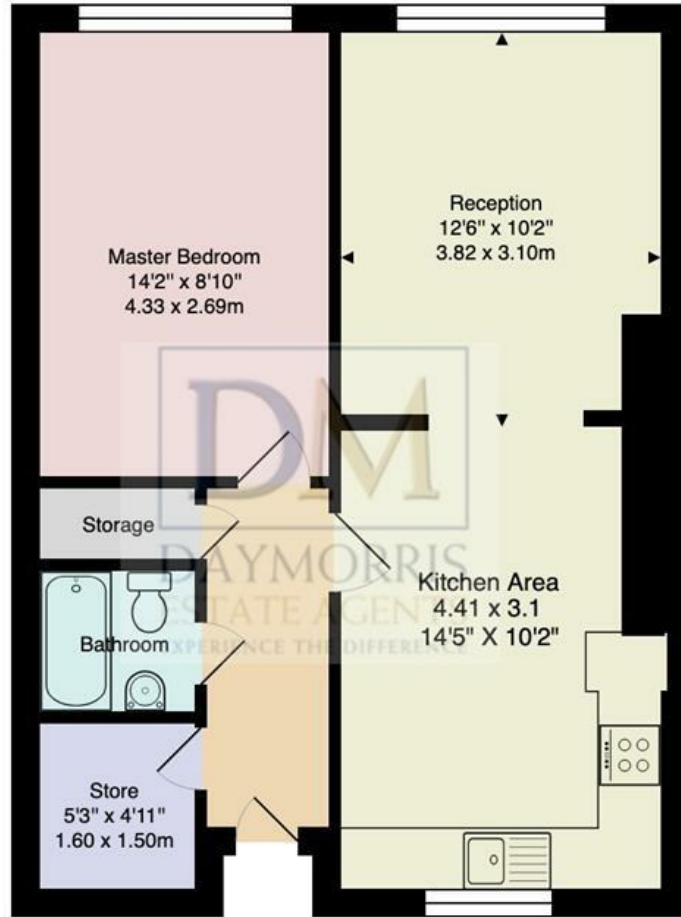 Reception
12'6" x 10'2"
3.82 x 3.10m
Master Bedroom
14'2" x 8'10"
4.33 x 2.69m
DM
DAYMORRIS
ESTATE AGENTS
EXPERIENCE THE DIFFERENCE
Storage
Kitchen Area
4.41 x 3.1
14'5" X 10'2"
Bathroom
Store
5'3" x 4'11"
1.60 x 1.50m